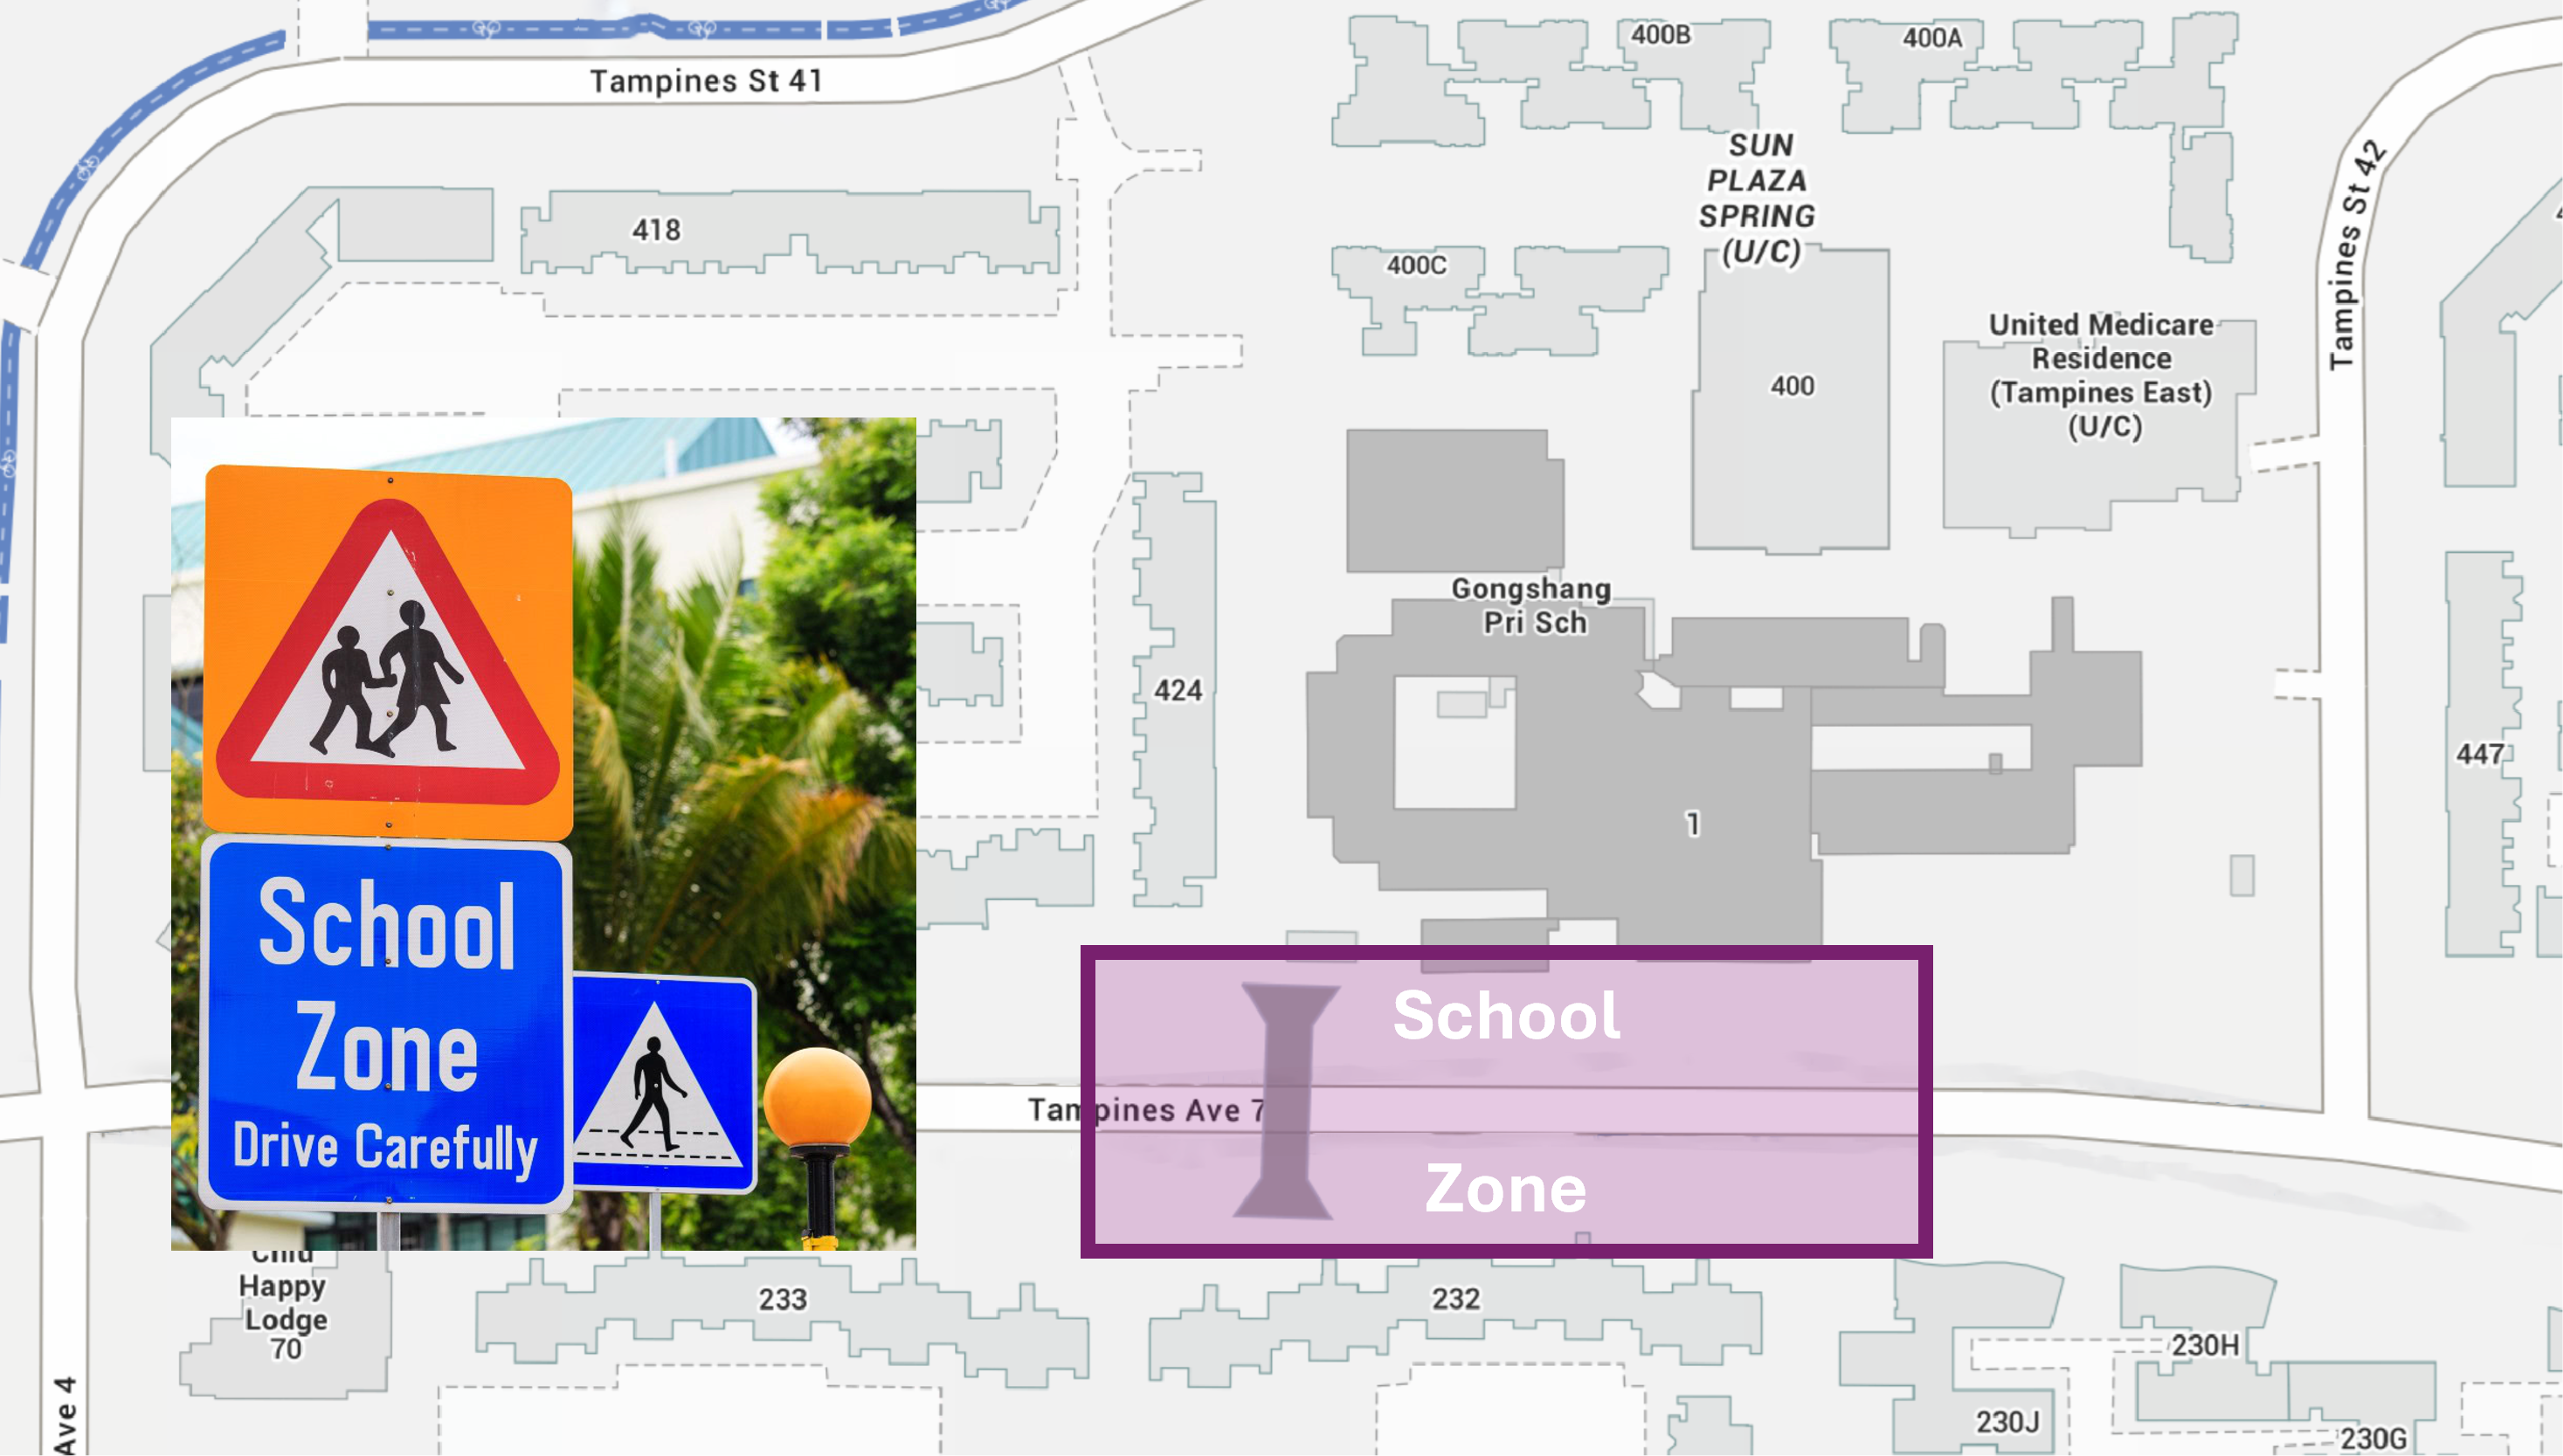 Tampines St 41
400B
400A
SUN
PLAZA
SPRING
(U/C)
Tampines St 42
418
400C
United Medicare
Residence
(Tampines East)
(U/C)
400
Gongshang
Pri Sch
424
447
1
School
Zone
Drive Carefully
School
Tampines Ave 7
Zone
Happy
Lodge
70
233
232
230H
Ave 4
230J
230G